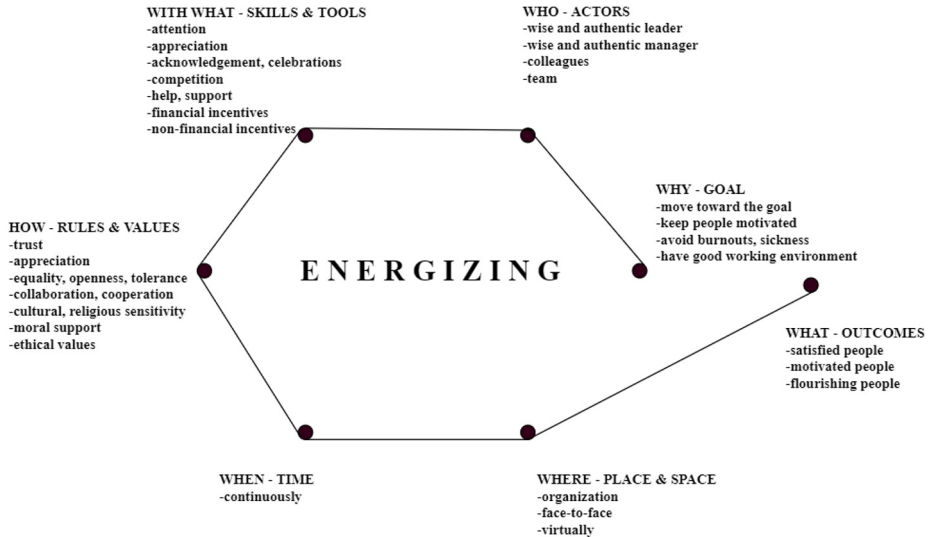 WITH WHAT - SKILLS & TOOLS
-attention
-appreciation
-acknowledgement, celebrations
-competition
-help, support
-financial incentives
-non-financial incentives
WHO - ACTORS
-wise and authentic leader
-wise and authentic manager
-colleagues
-team
WHY - GOAL
-move toward the goal
-keep people motivated
-avoid burnouts, sickness
-have good working environment
HOW - RULES & VALUES
-trust
-appreciation
-equality, openness, tolerance
-collaboration, cooperation
-cultural, religious sensitivity
-moral support
-ethical values
ENERGIZING
WHAT - OUTCOMES
-satisfied people
-motivated people
-flourishing people
WHEN - TIME
-continuously
WHERE - PLACE & SPACE
-organization
-face-to-face
-virtually